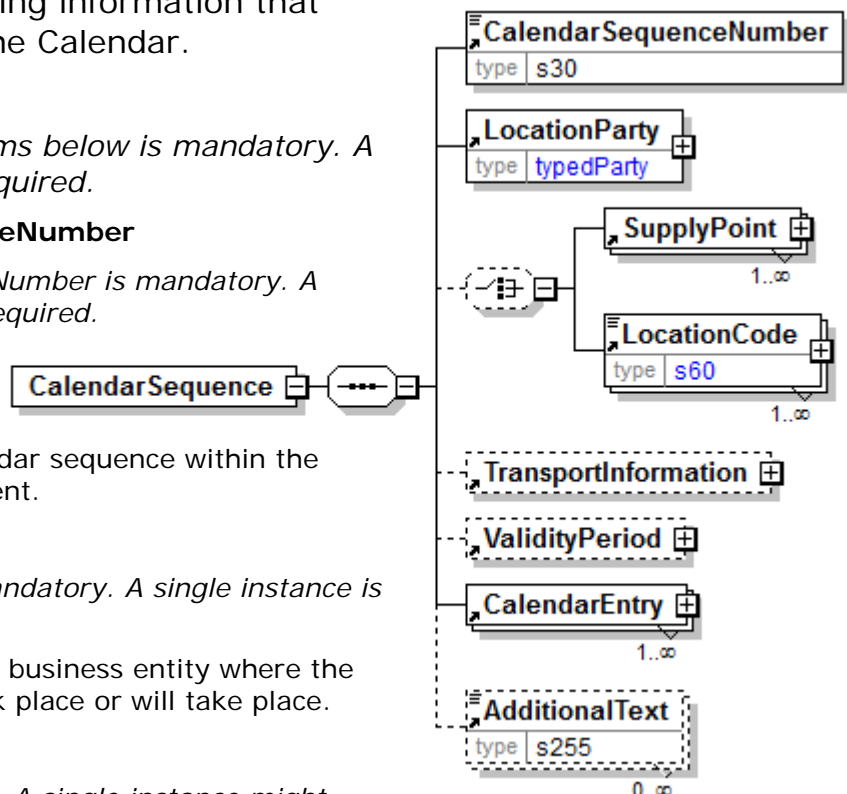 ing information that
ne Calendar.
ms below is mandatory. A
quired.
eNumber
Number is mandatory. A
equired.
dar sequence within the
ent.
andatory. A single instance is
business entity where the
k place or will take place.
A single instance might
CalendarSequence
CalendarSequenceNumber
type s30
LocationParty
type typedParty
SupplyPoint
1..∞
LocationCode
type s60
1..∞
TransportInformation
ValidityPeriod
CalendarEntry
1..∞
AdditionalText
type s255
0..∞